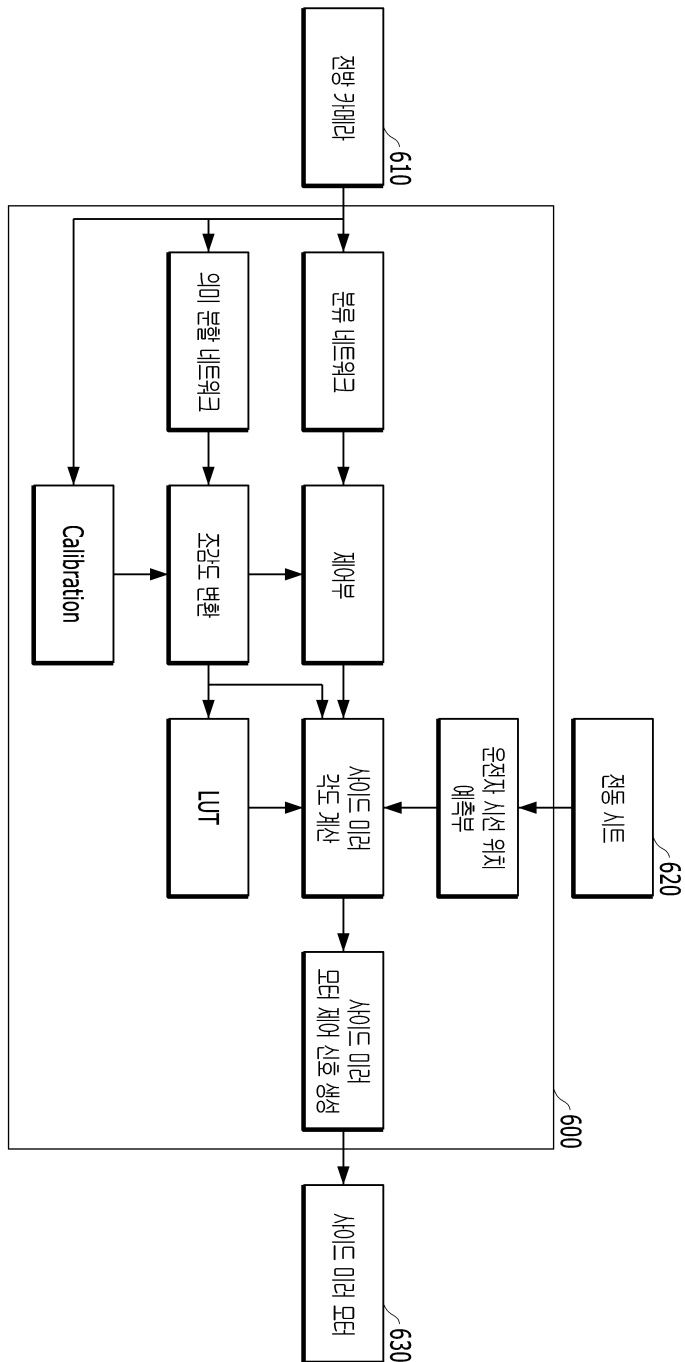 전방 카메라
610
분류 네트워크
의미 분할 네트워크
제어부
조감도 변환
Calibration
전동 시트
620
운전자 시선 위치
예측부
사이드 미러
각도 계산
LUT
사이드 미러
모터 제어 신호 생성
600
사이드 미러 모터
630